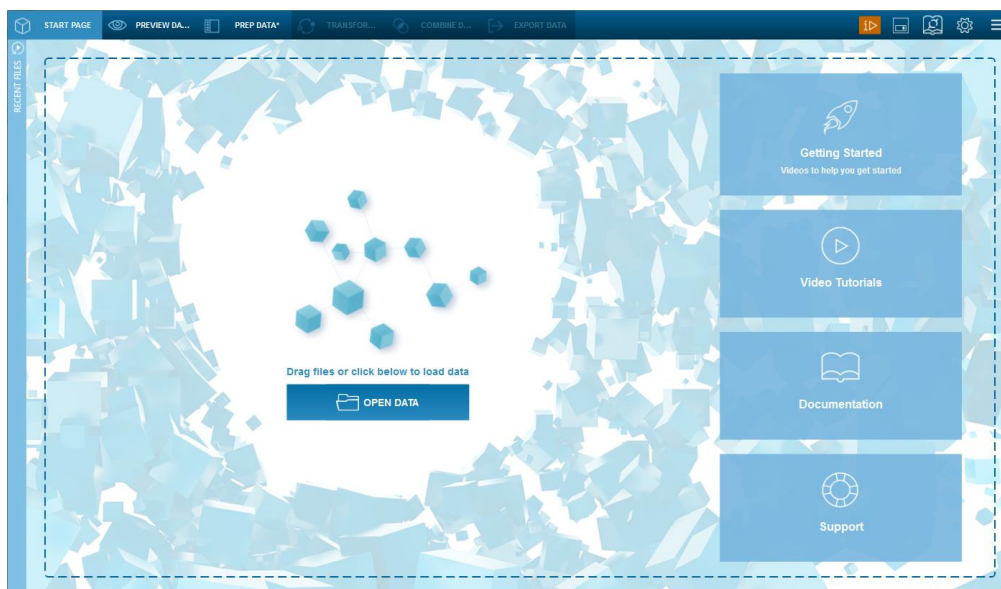 START PAGE
PREVIEW DA...
PREP DATA*
TRANSFOR...
COMBINE D...
EXPORT DATA
RECENT FILES
Getting Started
Videos to help you get started
Video Tutorials
Drag files or click below to load data
OPEN DATA
Documentation
Support